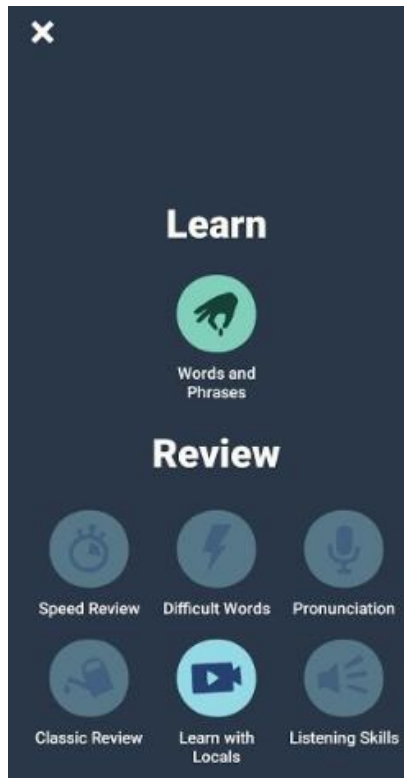 Learn
Words and
Phrases
Review
Speed Review
Difficult Words
Pronunciation
Classic Review
Learn with
Locals
Listening Skills